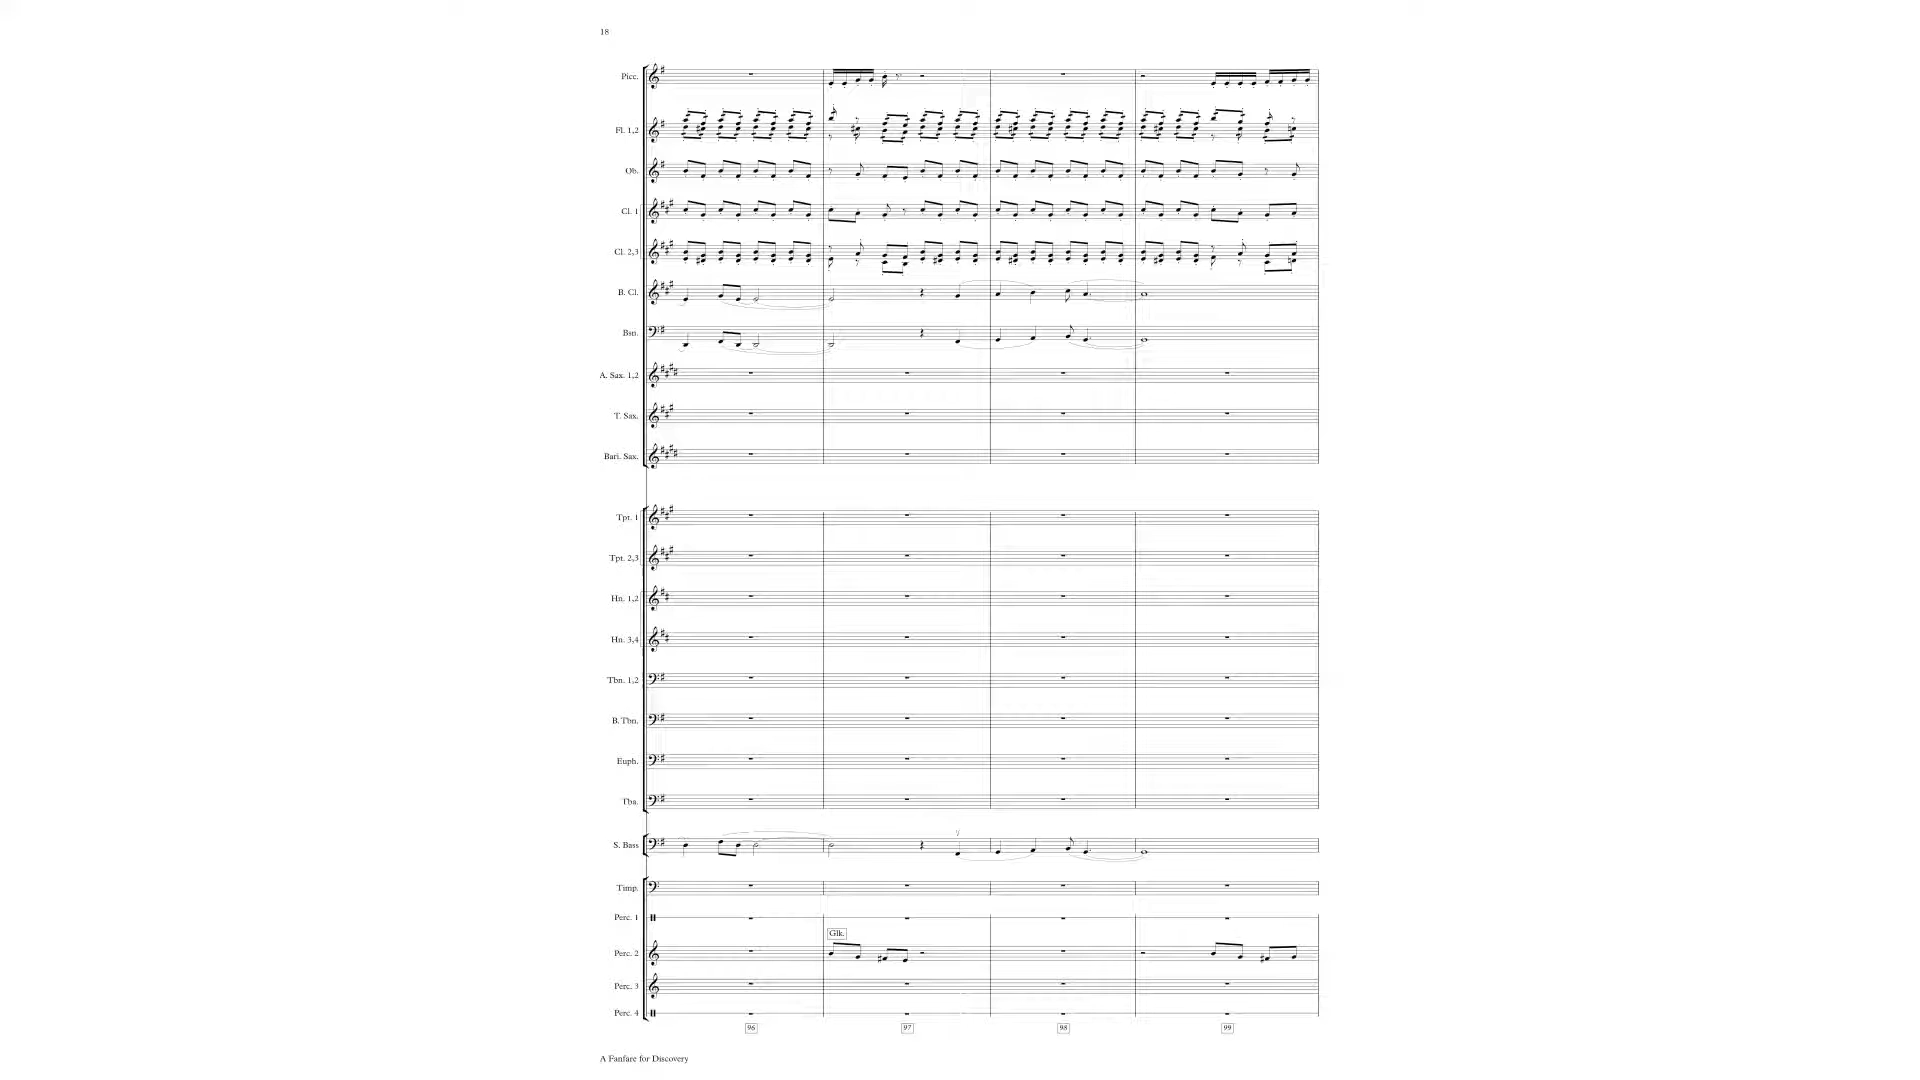 18
Picc.
Fl. 1,2
Ob.
Cl. 1
Cl. 2,3
B. Cl.
Bsn.
A. Sax. 1,2
T. Sax.
Bari. Sax.
Tpt. 1
Tpt. 2,3
Hn. 1,2
Hn. 3,4
Tbn. 1,2
B. Tbn.
Euph.
Tba.
S. Bass
Timp.
Perc. 1
Glk.
Perc. 2
Perc. 3
Perc. 4
96 97 98 99
A Fanfare for Discovery